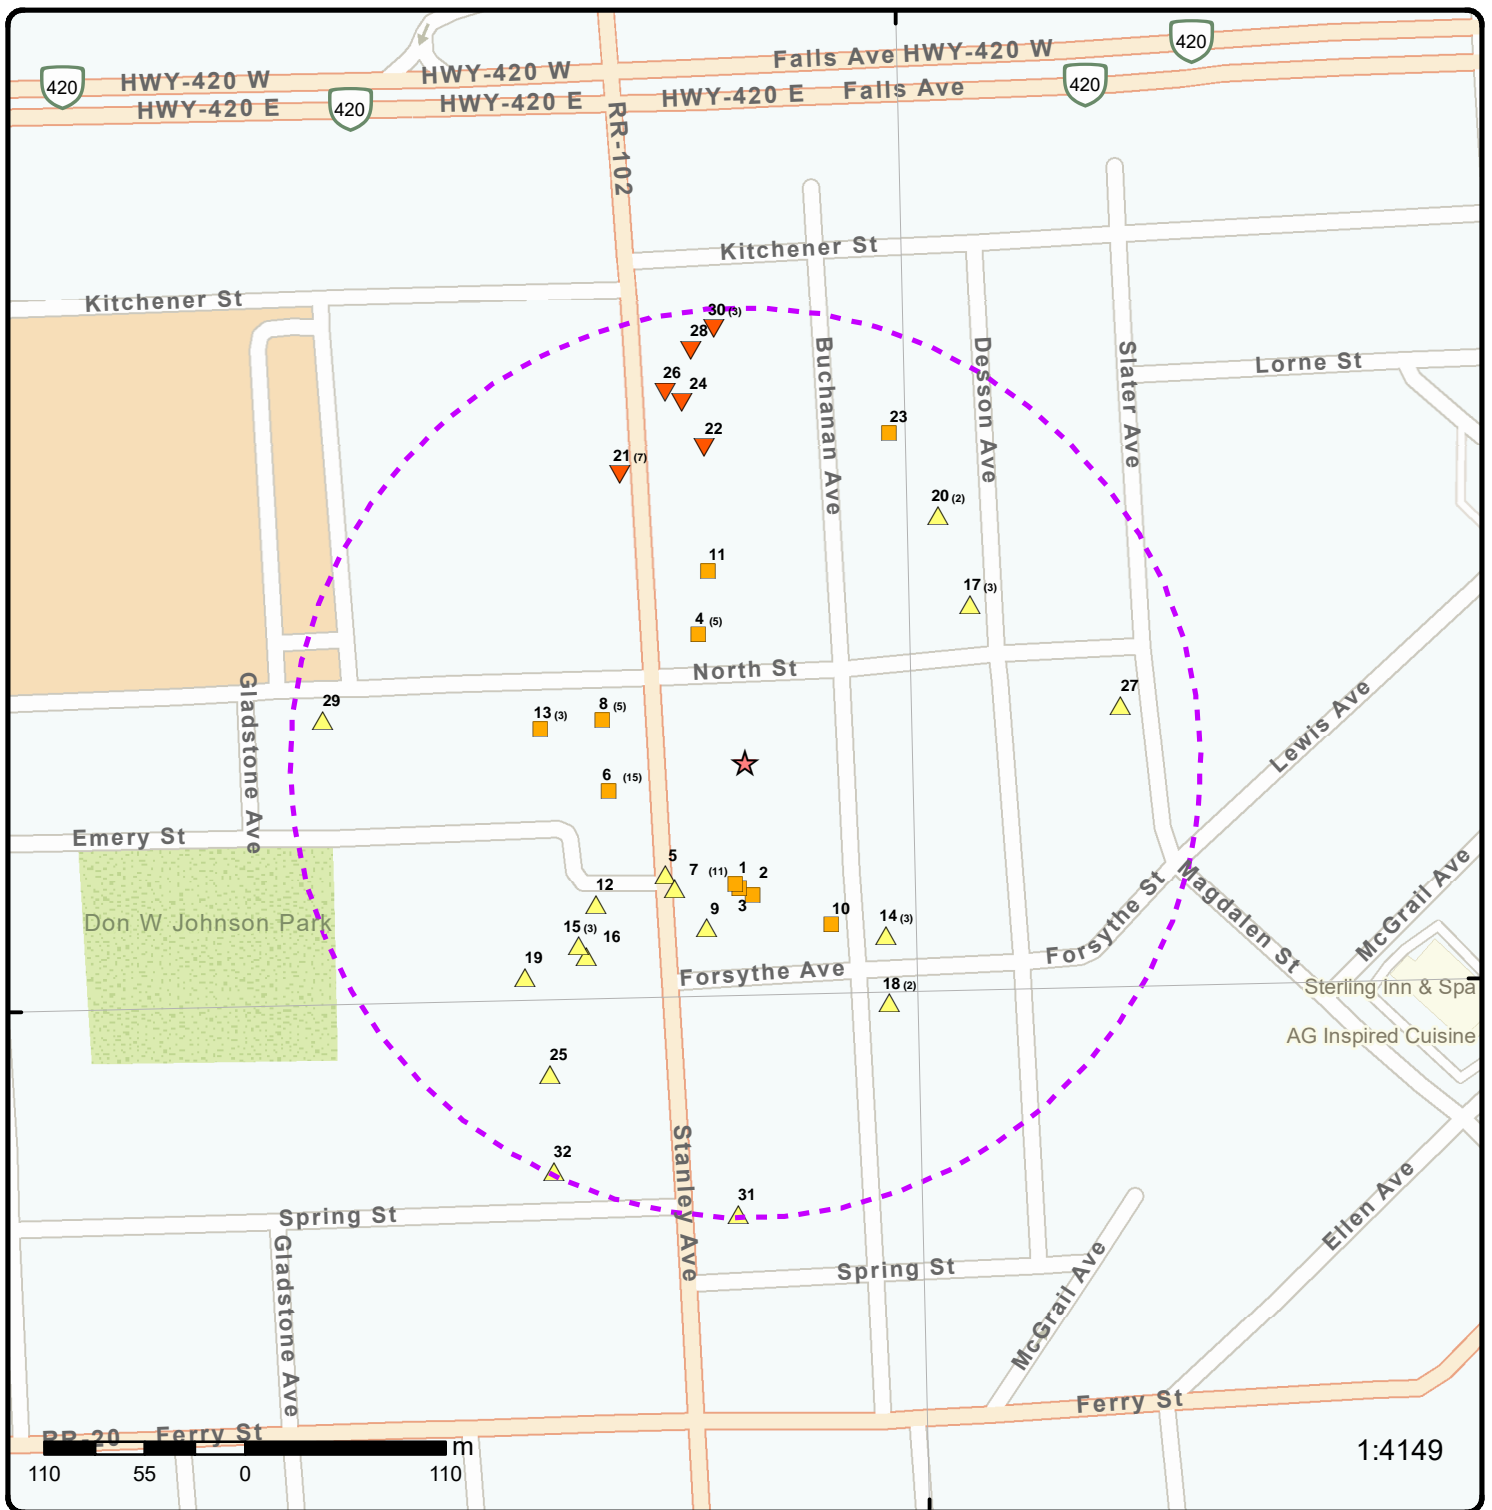 420
Falls Ave HWY-420 W
HWY-420 W
HWY-420 W
420
420
Falls Ave
HWY-420 E
HWY-420 E
HWY-420 E
420
RR-102
Kitchener St
Kitchener St
30 (3)
28
26
24
22
21 (7)
Buchanan Ave
Desson Ave
Slater Ave
Lorne St
23
20 (2)
11
17 (3)
4 (5)
North St
Gladstone Ave
29
13 (3)
8 (5)
27
Lewis Ave
6 (15)
Emery St
5
7
(11)
1
2
3
12
9
10
14 (3)
Don W Johnson Park
15 (3)
16
19
Forsythe Ave
Forsythe St
Magdalen St
McGrail Ave
18 (2)
Sterling Inn & Spa
AG Inspired Cuisine
25
32
Stanley Ave
31
Spring St
Spring St
Gladstone Ave
McGrail Ave
Ellen Ave
Ferry St
RR-20
Ferry St
m
110 55 0 110
1:4149